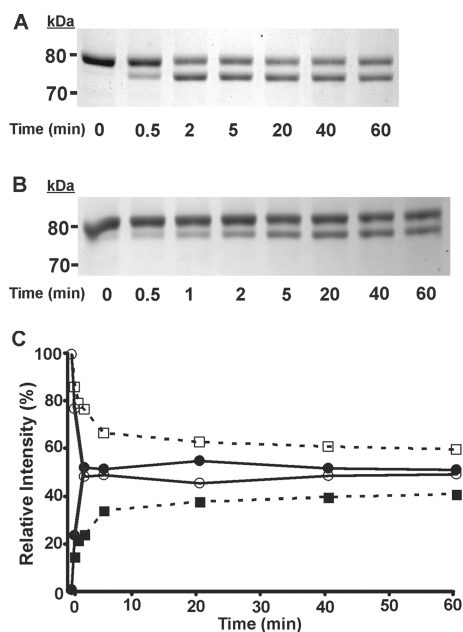 A
kDa
80
70
Time (min) 0 0.5 2 5 20 40 60
B
kDa
80
70
Time (min) 0 0.5 1 2 5 20 40 60
C
Relative Intensity (%)
100
80
60
40
20
0
0 10 20 30 40 50 60
Time (min)